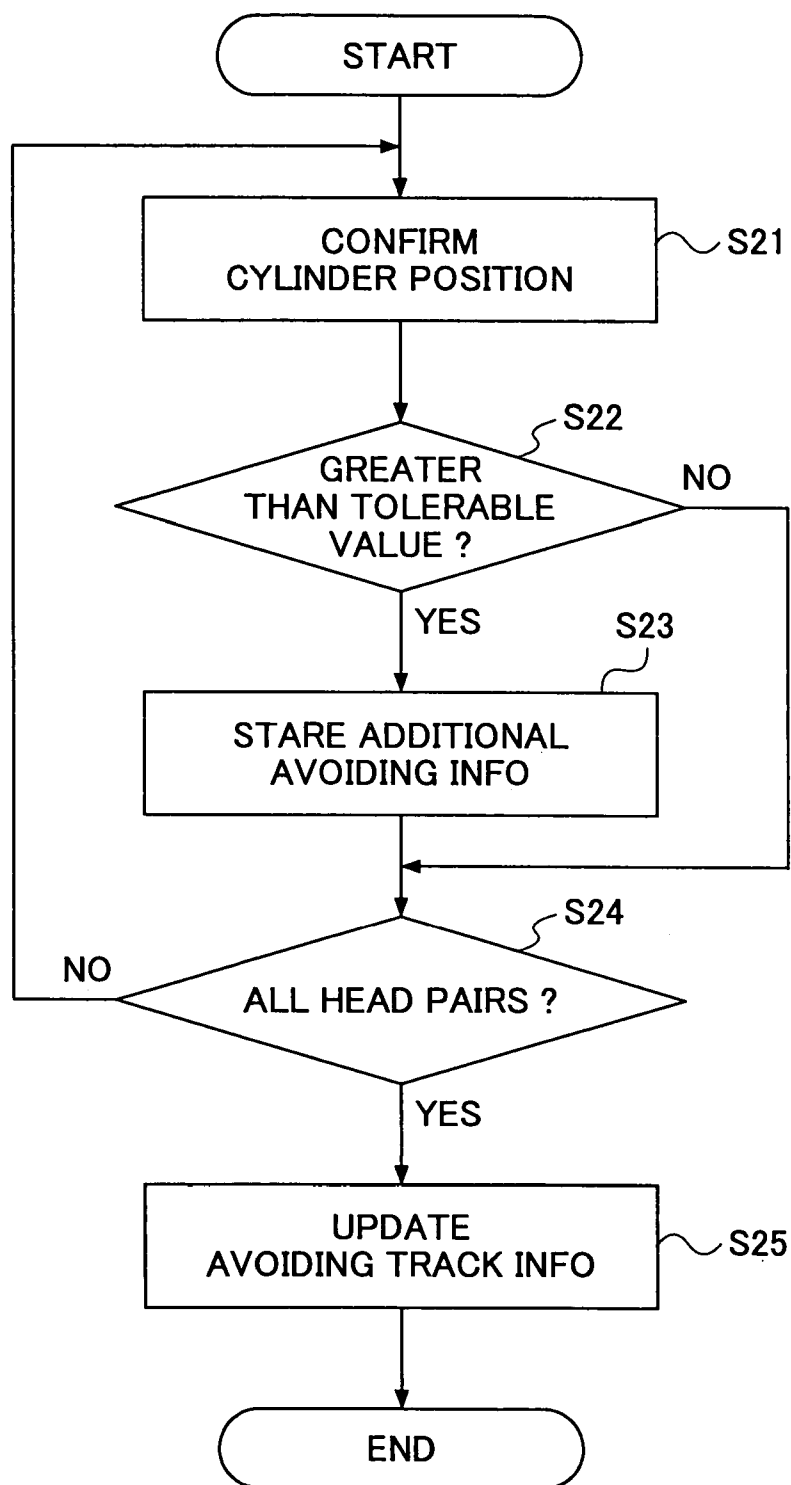 START
CONFIRM
CYLINDER POSITION
S21
S22
GREATER
THAN TOLERABLE
VALUE ?
NO
YES
S23
STARE ADDITIONAL
AVOIDING INFO
S24
NO
ALL HEAD PAIRS ?
YES
UPDATE
AVOIDING TRACK INFO
S25
END